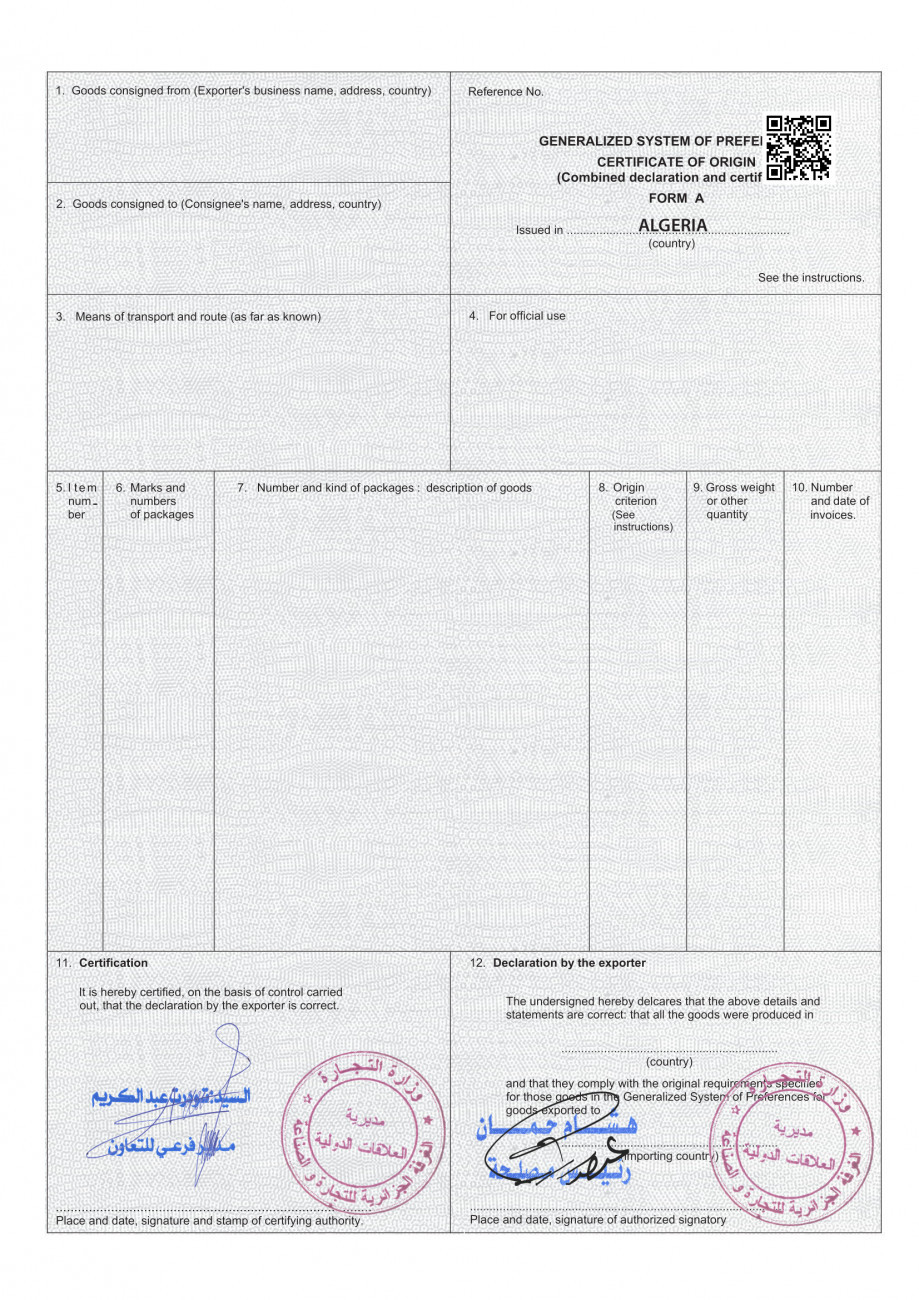 1. Goods consigned from (Exporter's business name, address, country)
Reference No.
GENERALIZED SYSTEM OF PREFE
CERTIFICATE OF ORIGIN
(Combined declaration and certif
FORM A
Issued in ALGERIA
(country)
See the instructions.
2. Goods consigned to (Consignee's name, address, country)
3. Means of transport and route (as far as known)
4. For official use
5. Item
num-
ber
6. Marks and
numbers
of packages
7. Number and kind of packages : description of goods
8. Origin
criterion
(See
instructions)
9. Gross weight
or other
quantity
10. Number
and date of
invoices.
11. Certification
It is hereby certified, on the basis of control carried
out, that the declaration by the exporter is correct.
عبد الكريم
مدير فرعي للتعاون
وزارة التجارة
الغرفة الجزائرية للتجارة و الصناعة
مديرية
العلاقات الدولية
Place and date, signature and stamp of certifying authority.
12. Declaration by the exporter
The undersigned hereby delcares that the above details and
statements are correct: that all the goods were produced in
(country)
and that they comply with the original requirements specified
for those goods in the Generalized System of Preferences for
goods exported to
هشام حمان
(importing country)
رئيس مصلحة
وزارة التجارة
الغرفة الجزائرية للتجارة و الصناعة
مديرية
العلاقات الدولية
Place and date, signature of authorized signatory